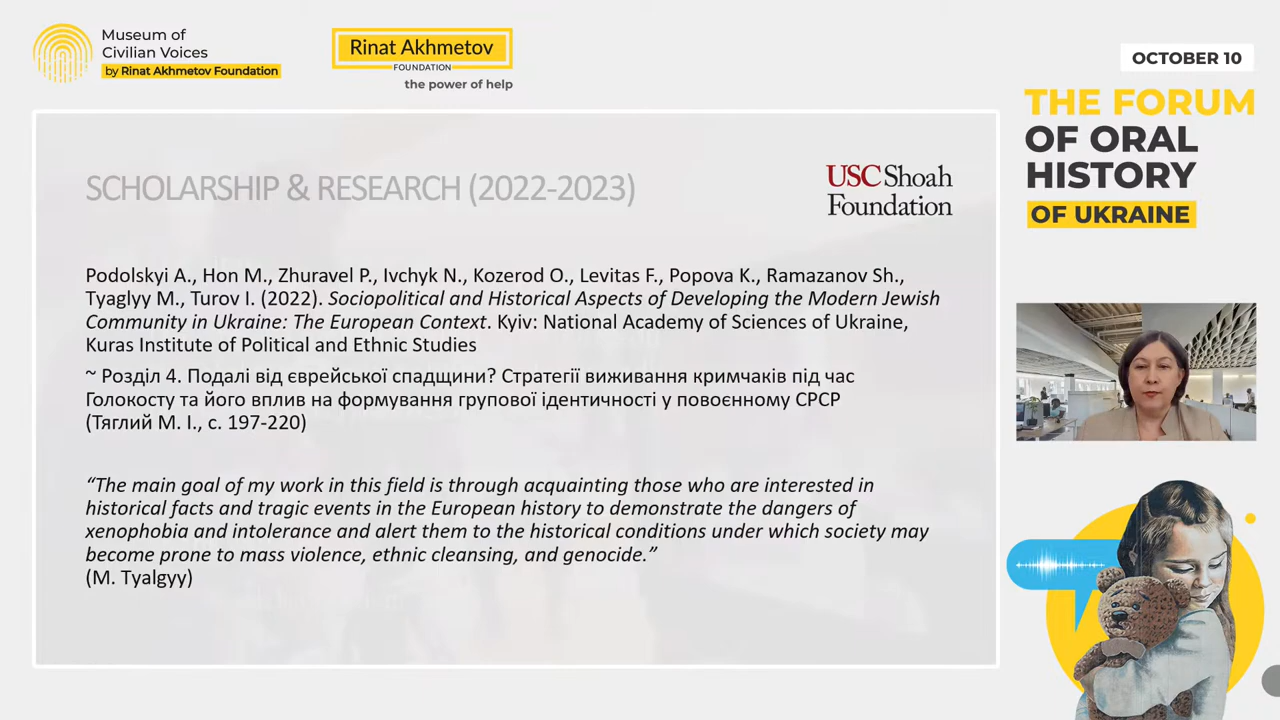 Museum of
Civilian Voices
by Rinat Akhmetov Foundation
Rinat Akhmetov
FOUNDATION
the power of help
OCTOBER 10
THE FORUM
OF ORAL
HISTORY
OF UKRAINE
SCHOLARSHIP & RESEARCH (2022-2023)
USC Shoah
Foundation
Podolskyi A., Hon M., Zhuravel P., Ivchyk N., Kozerod O., Levitas F., Popova K., Ramazanov Sh.,
Tyaglyy M., Turov I. (2022). Sociopolitical and Historical Aspects of Developing the Modern Jewish
Community in Ukraine: The European Context. Kyiv: National Academy of Sciences of Ukraine,
Kuras Institute of Political and Ethnic Studies
~ Розділ 4. Подалі від єврейської спадщини? Стратегії виживання кримчаків під час
Голокосту та його вплив на формування групової ідентичності у повоєнному СРСР
(Тяглий М. І., с. 197-220)
“The main goal of my work in this field is through acquainting those who are interested in
historical facts and tragic events in the European history to demonstrate the dangers of
xenophobia and intolerance and alert them to the historical conditions under which society may
become prone to mass violence, ethnic cleansing, and genocide.”
(M. Tyalgyy)